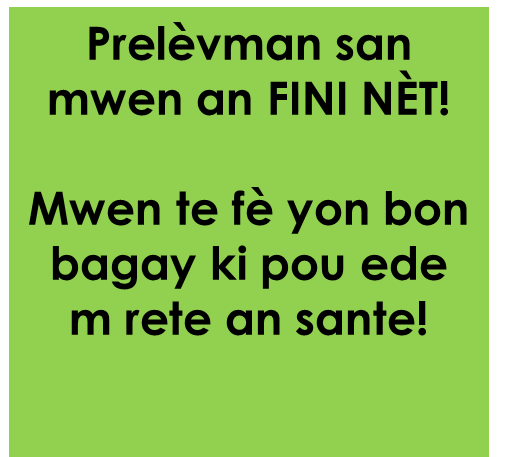 Prelèvman san
mwen an FINI NÈT!
Mwen te fè yon bon
bagay ki pou ede
m rete an sante!